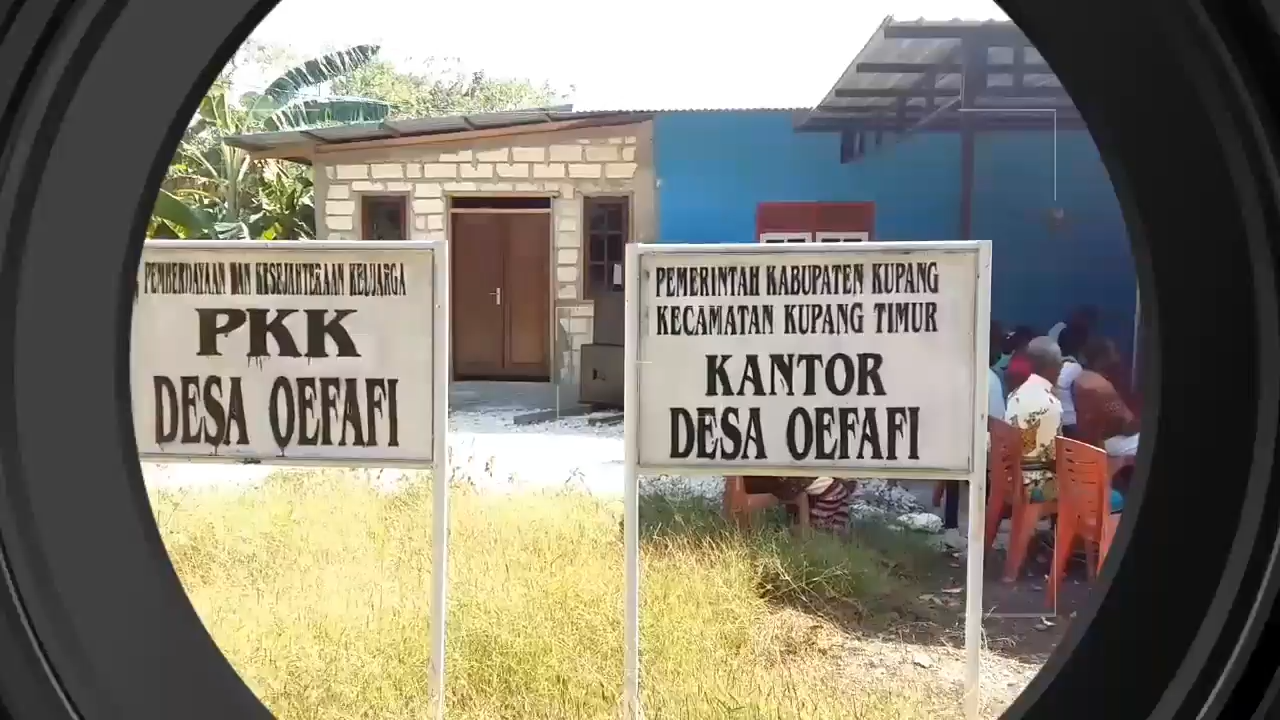 PEMBERDAYAAN DAN KESEJAHTERAAN KELUARGA
PKK
DESA OEFAFI
PEMERINTAH KABUPATEN KUPANG
KECAMATAN KUPANG TIMUR
KANTOR
DESA OEFAFI